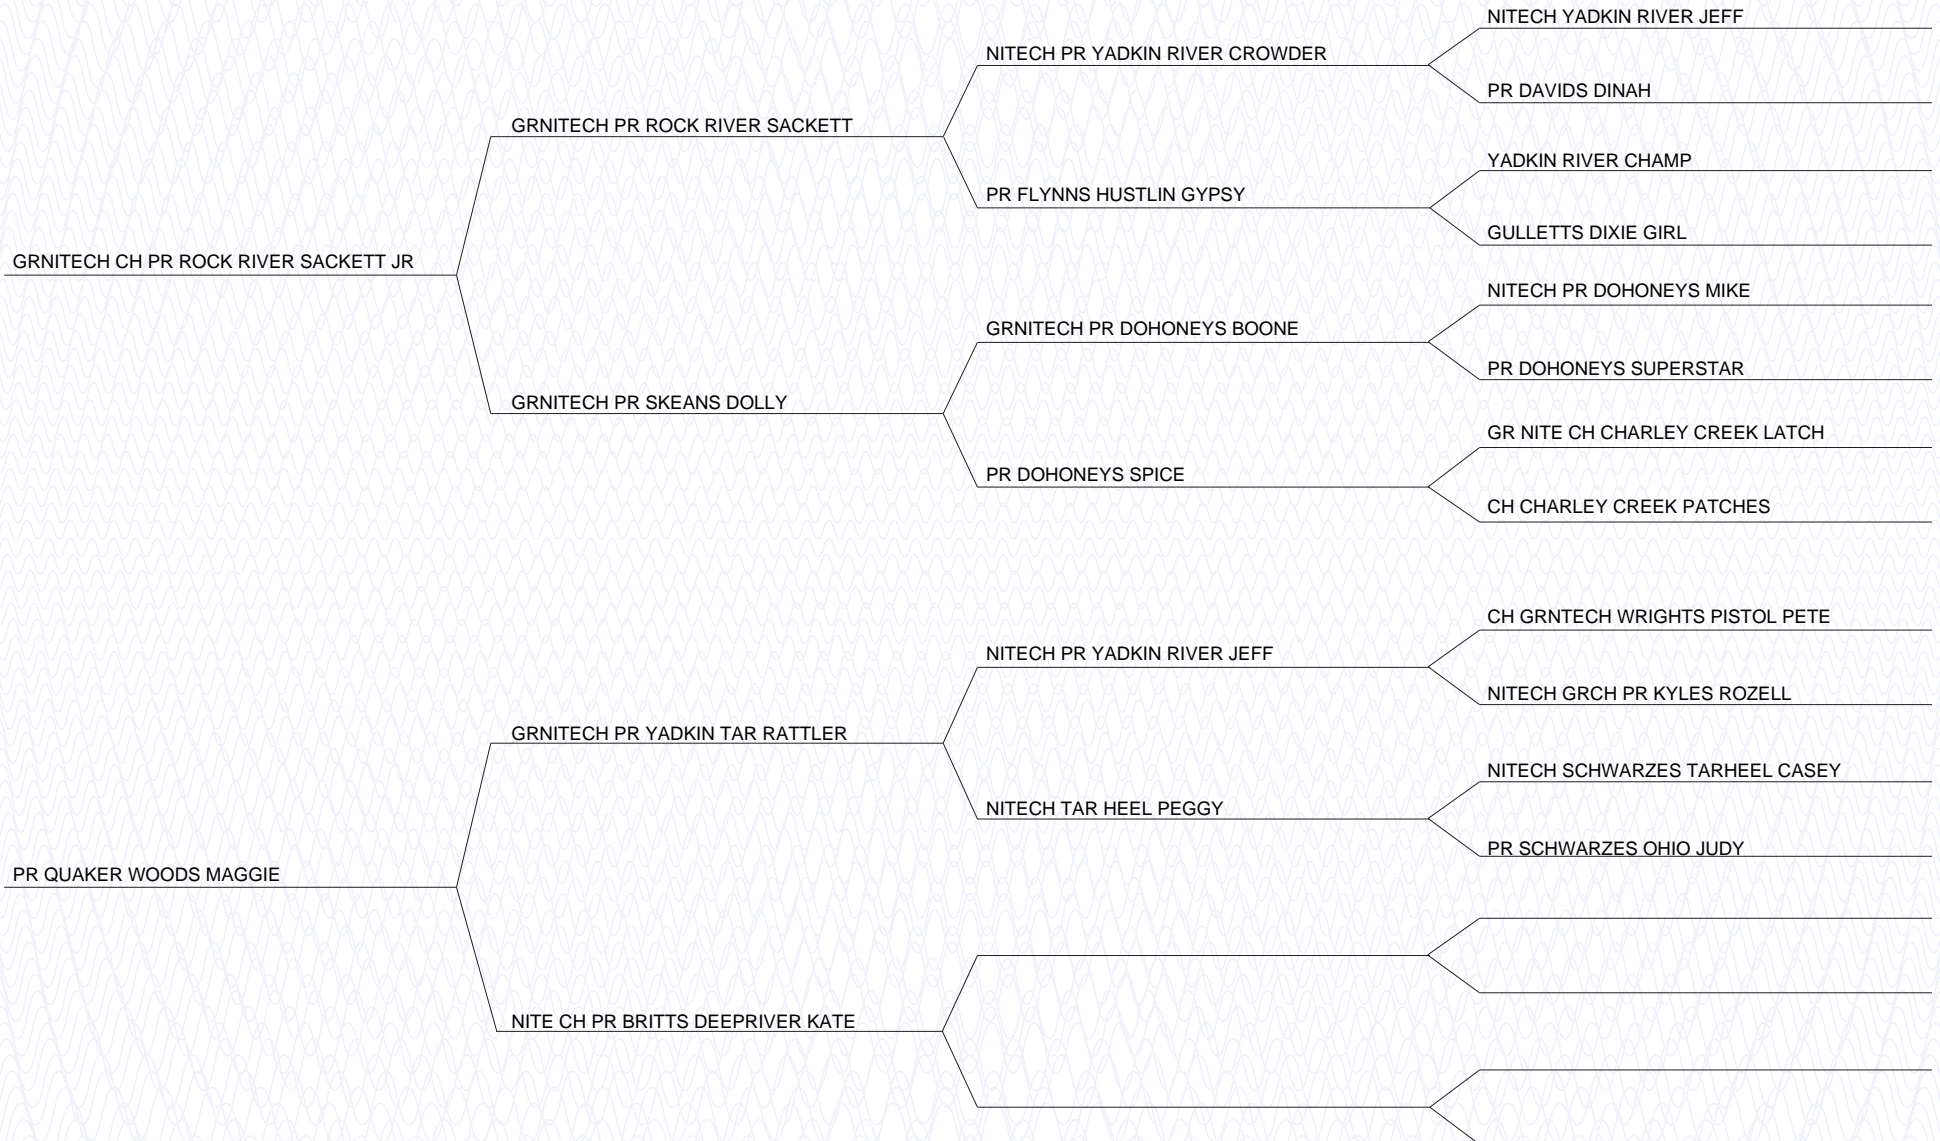 NITECH YADKIN RIVER JEFF
NITECH PR YADKIN RIVER CROWDER
PR DAVIDS DINAH
GRNITECH PR ROCK RIVER SACKETT
YADKIN RIVER CHAMP
PR FLYNNS HUSTLIN GYPSY
GULLETTS DIXIE GIRL
GRNITECH CH PR ROCK RIVER SACKETT JR
NITECH PR DOHONEYS MIKE
GRNITECH PR DOHONEYS BOONE
PR DOHONEYS SUPERSTAR
GRNITECH PR SKEANS DOLLY
GR NITE CH CHARLEY CREEK LATCH
PR DOHONEYS SPICE
CH CHARLEY CREEK PATCHES
CH GRNTECH WRIGHTS PISTOL PETE
NITECH PR YADKIN RIVER JEFF
NITECH GRCH PR KYLES ROZELL
GRNITECH PR YADKIN TAR RATTLER
NITECH SCHWARZES TARHEEL CASEY
NITECH TAR HEEL PEGGY
PR SCHWARZES OHIO JUDY
PR QUAKER WOODS MAGGIE
NITE CH PR BRITTS DEEPRIVER KATE